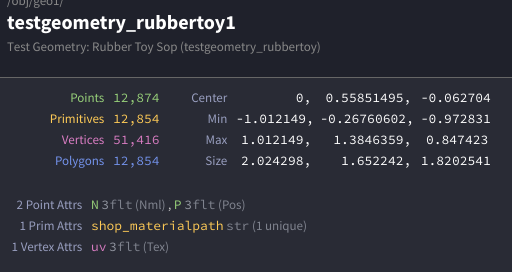 /obj/geo1/
testgeometry_rubbertoy1
Test Geometry: Rubber Toy Sop (testgeometry_rubbertoy)
Points 12,874 Center 0, 0.55851495, -0.062704
Primitives 12,854 Min -1.012149, -0.26760602, -0.972831
Vertices 51,416 Max 1.012149, 1.3846359, 0.847423
Polygons 12,854 Size 2.024298, 1.652242, 1.8202541
2 Point Attrs N 3flt (Nml) , P 3flt (Pos)
1 Prim Attrs shop_materialpath str (1 unique)
1 Vertex Attrs uv 3flt (Tex)